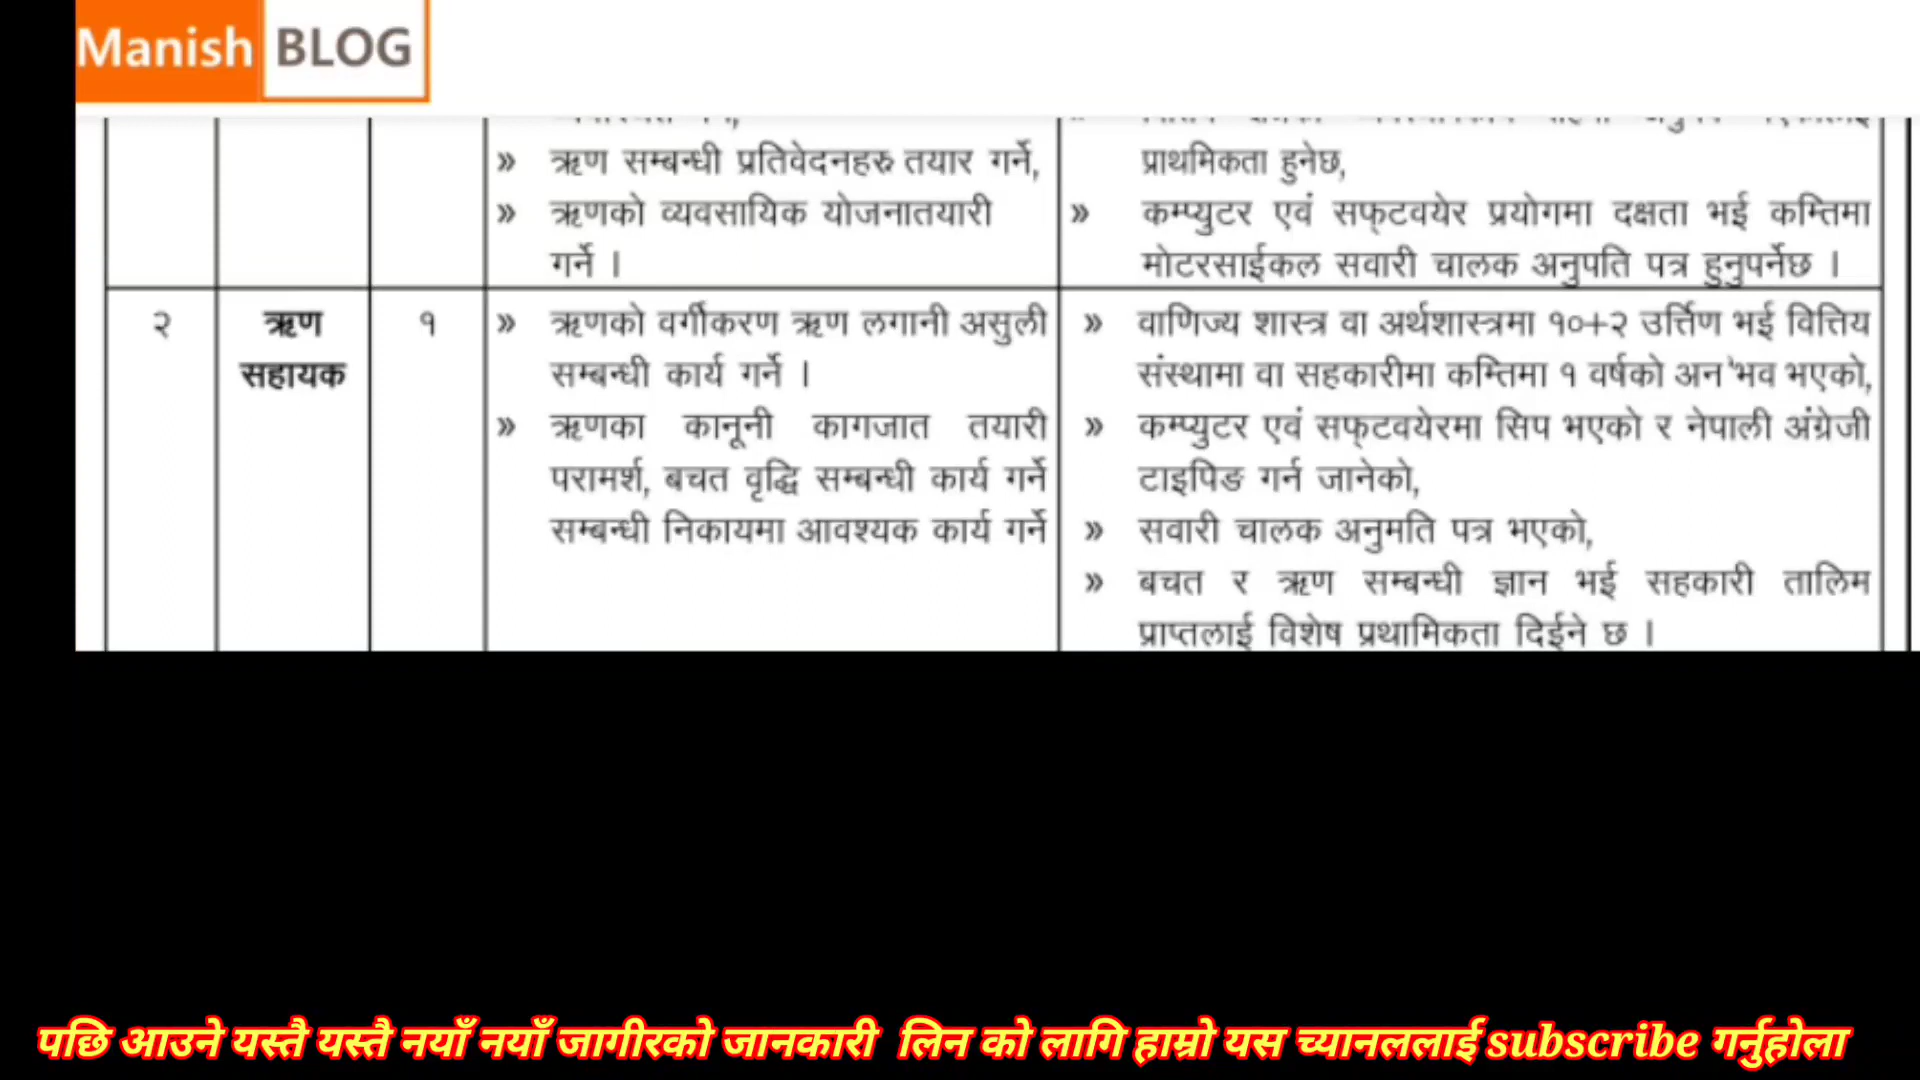 Manish BLOG
» ऋण सम्बन्धी प्रतिवेदनहरु तयार गर्ने,
» ऋणको व्यवसायिक योजनातयारी
गर्ने ।
प्राथमिकता हुनेछ,
» कम्प्युटर एवं सफ्टवयेर प्रयोगमा दक्षता भई कम्तिमा
मोटरसाईकल सवारी चालक अनुपति पत्र हुनुपर्नेछ ।
२
ऋण
सहायक
१
» ऋणको वर्गीकरण ऋण लगानी असुली
सम्बन्धी कार्य गर्ने ।
» ऋणका कानूनी कागजात तयारी
परामर्श, बचत वृद्धि सम्बन्धी कार्य गर्ने
सम्बन्धी निकायमा आवश्यक कार्य गर्ने
» वाणिज्य शास्त्र वा अर्थशास्त्रमा १०+२ उर्त्तिण भई वित्तिय
संस्थामा वा सहकारीमा कम्तिमा १ वर्षको अन ुभव भएको,
» कम्प्युटर एवं सफ्टवयेरमा सिप भएको र नेपाली अंग्रेजी
टाइपिङ गर्न जानेको,
» सवारी चालक अनुमति पत्र भएको,
» बचत र ऋण सम्बन्धी ज्ञान भई सहकारी तालिम
प्राप्तलाई विशेष प्रथामिकता दिईने छ ।
पछि आउने यस्तै यस्तै नयाँ नयाँ जागीरको जानकारी लिन को लागि हाम्रो यस च्यानललाई subscribe गर्नुहोला